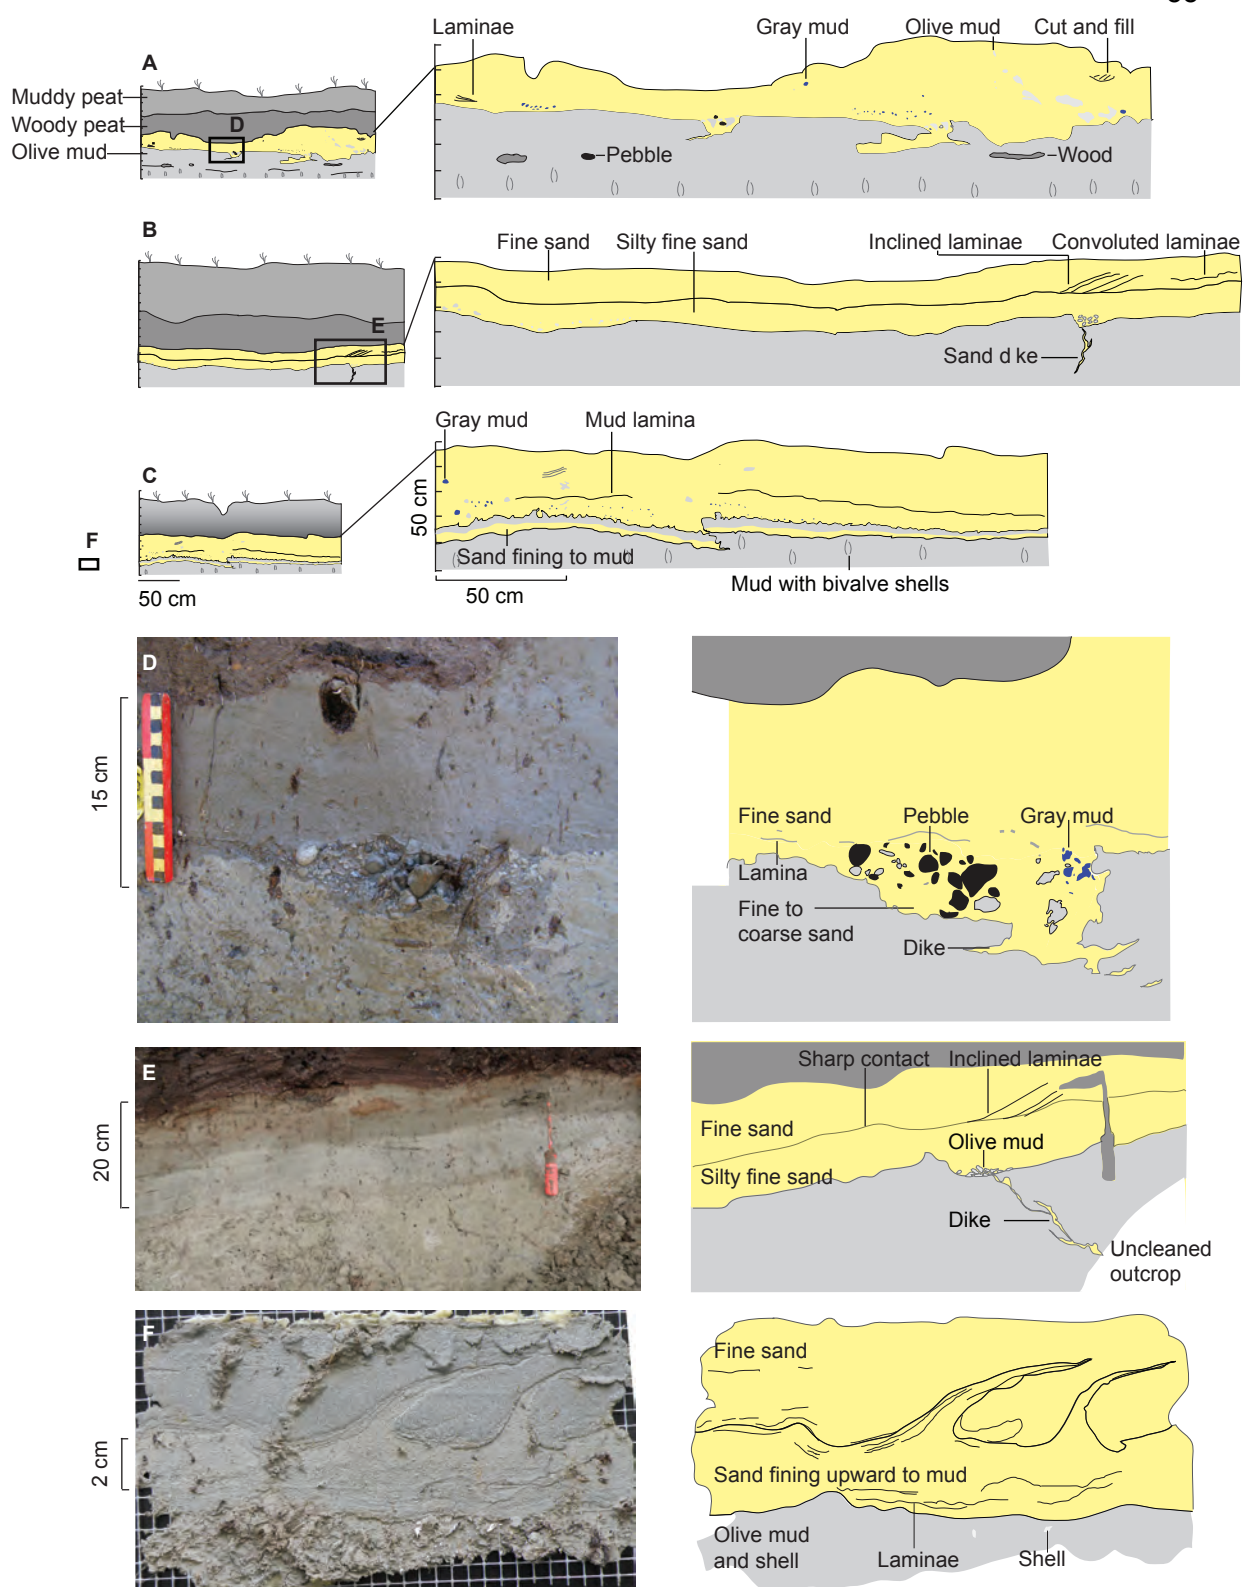 A
Laminae
Gray mud
Olive mud
Cut and fill
Muddy peat
Woody peat
Olive mud
D
Pebble
Wood
B
Fine sand
Silty fine sand
Inclined laminae
Convoluted laminae
E
Sand d ke
C
Gray mud
Mud lamina
50 cm
F
Sand fining to mud
50 cm
50 cm
Mud with bivalve shells
D
15 cm
Fine sand
Pebble
Gray mud
Lamina
Fine to
coarse sand
Dike
E
20 cm
Sharp contact
Inclined laminae
Fine sand
Olive mud
Silty fine sand
Dike
Uncleaned
outcrop
F
2 cm
Fine sand
Sand fining upward to mud
Olive mud
and shell
Laminae
Shell